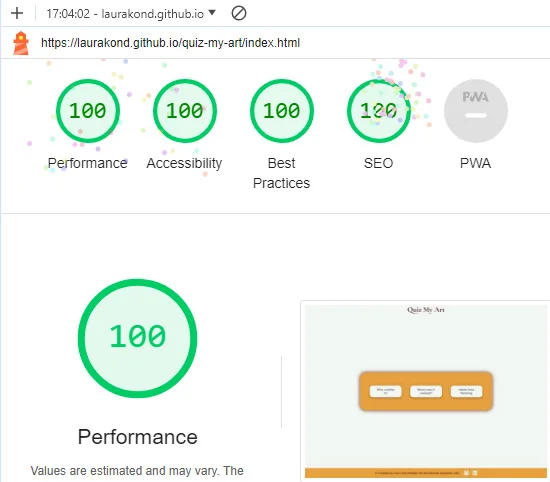 17:04:02 - laurakond.github.io
https://laurakond.github.io/quiz-my-art/index.html
100 100 100 100 PWA
Performance Accessibility Best Practices SEO PWA
100
Quiz My Art
Performance
Values are estimated and may vary. The